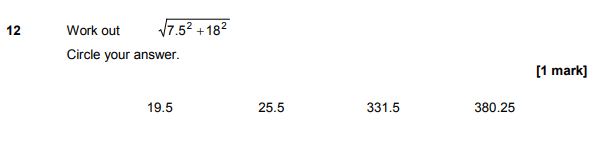 12 Work out √7.5² + 18²
Circle your answer.
[1 mark]
19.5 25.5 331.5 380.25